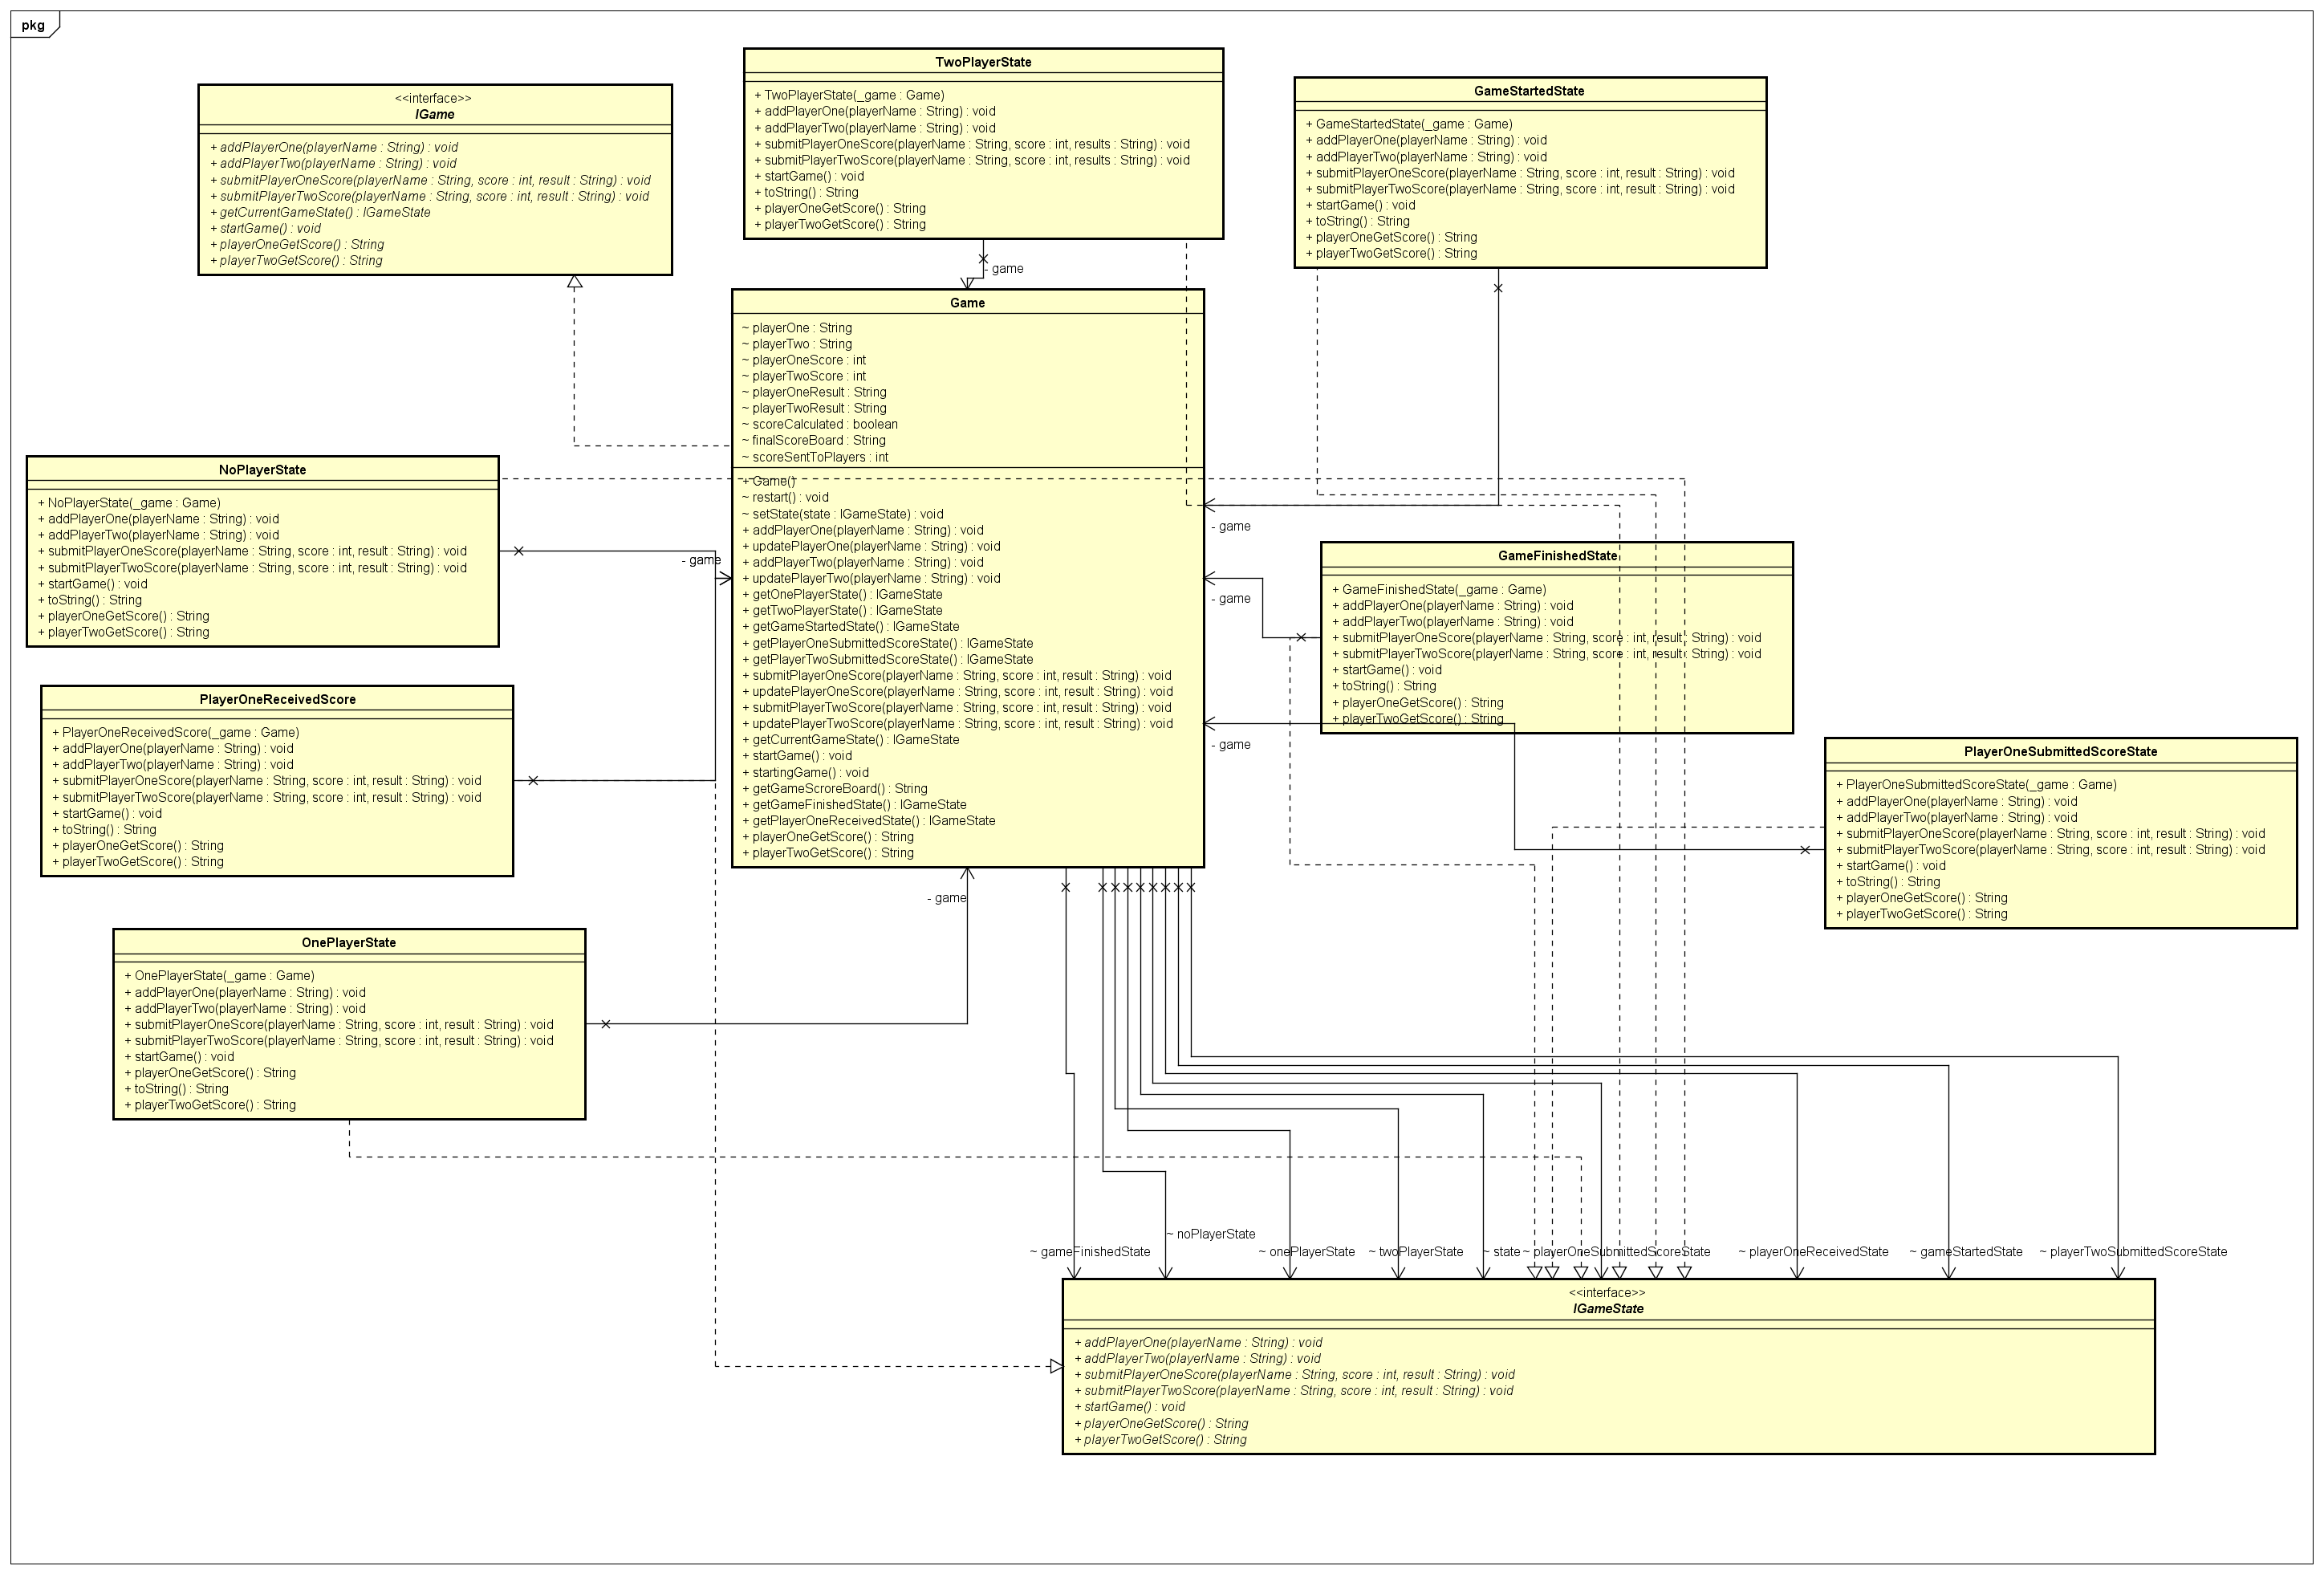 pkg
<<interface>>
IGame
+ addPlayerOne(playerName : String) : void
+ addPlayerTwo(playerName : String) : void
+ submitPlayerOneScore(playerName : String, score : int, result : String) : void
+ submitPlayerTwoScore(playerName : String, score : int, result : String) : void
+ getCurrentGameState() : IGameState
+ startGame() : void
+ playerOneGetScore() : String
+ playerTwoGetScore() : String
TwoPlayerState
+ TwoPlayerState(_game : Game)
+ addPlayerOne(playerName : String) : void
+ addPlayerTwo(playerName : String) : void
+ submitPlayerOneScore(playerName : String, score : int, results : String) : void
+ submitPlayerTwoScore(playerName : String, score : int, results : String) : void
+ startGame() : void
+ toString() : String
+ playerOneGetScore() : String
+ playerTwoGetScore() : String
GameStartedState
+ GameStartedState(_game : Game)
+ addPlayerOne(playerName : String) : void
+ addPlayerTwo(playerName : String) : void
+ submitPlayerOneScore(playerName : String, score : int, result : String) : void
+ submitPlayerTwoScore(playerName : String, score : int, result : String) : void
+ startGame() : void
+ toString() : String
+ playerOneGetScore() : String
+ playerTwoGetScore() : String
- game
Game
~ playerOne : String
~ playerTwo : String
~ playerOneScore : int
~ playerTwoScore : int
~ playerOneResult : String
~ playerTwoResult : String
~ scoreCalculated : boolean
~ finalScoreBoard : String
~ scoreSentToPlayers : int
+ Game()
~ restart() : void
~ setState(state : IGameState) : void
+ addPlayerOne(playerName : String) : void
+ updatePlayerOne(playerName : String) : void
+ addPlayerTwo(playerName : String) : void
+ updatePlayerTwo(playerName : String) : void
+ getOnePlayerState() : IGameState
+ getTwoPlayerState() : IGameState
+ getGameStartedState() : IGameState
+ getPlayerOneSubmittedScoreState() : IGameState
+ getPlayerTwoSubmittedScoreState() : IGameState
+ submitPlayerOneScore(playerName : String, score : int, result : String) : void
+ updatePlayerOneScore(playerName : String, score : int, result : String) : void
+ submitPlayerTwoScore(playerName : String, score : int, result : String) : void
+ updatePlayerTwoScore(playerName : String, score : int, result : String) : void
+ getCurrentGameState() : IGameState
+ startGame() : void
+ startingGame() : void
+ getGameScroreBoard() : String
+ getGameFinishedState() : IGameState
+ getPlayerOneReceivedState() : IGameState
+ playerOneGetScore() : String
+ playerTwoGetScore() : String
NoPlayerState
+ NoPlayerState(_game : Game)
+ addPlayerOne(playerName : String) : void
+ addPlayerTwo(playerName : String) : void
+ submitPlayerOneScore(playerName : String, score : int, result : String) : void
+ submitPlayerTwoScore(playerName : String, score : int, result : String) : void
+ startGame() : void
+ toString() : String
+ playerOneGetScore() : String
+ playerTwoGetScore() : String
- game
- game
GameFinishedState
+ GameFinishedState(_game : Game)
+ addPlayerOne(playerName : String) : void
+ addPlayerTwo(playerName : String) : void
+ submitPlayerOneScore(playerName : String, score : int, result : String) : void
+ submitPlayerTwoScore(playerName : String, score : int, result : String) : void
+ startGame() : void
+ toString() : String
+ playerOneGetScore() : String
+ playerTwoGetScore() : String
- game
- game
PlayerOneReceivedScore
+ PlayerOneReceivedScore(_game : Game)
+ addPlayerOne(playerName : String) : void
+ addPlayerTwo(playerName : String) : void
+ submitPlayerOneScore(playerName : String, score : int, result : String) : void
+ submitPlayerTwoScore(playerName : String, score : int, result : String) : void
+ startGame() : void
+ toString() : String
+ playerOneGetScore() : String
+ playerTwoGetScore() : String
PlayerOneSubmittedScoreState
+ PlayerOneSubmittedScoreState(_game : Game)
+ addPlayerOne(playerName : String) : void
+ addPlayerTwo(playerName : String) : void
+ submitPlayerOneScore(playerName : String, score : int, result : String) : void
+ submitPlayerTwoScore(playerName : String, score : int, result : String) : void
+ startGame() : void
+ toString() : String
+ playerOneGetScore() : String
+ playerTwoGetScore() : String
- game
OnePlayerState
+ OnePlayerState(_game : Game)
+ addPlayerOne(playerName : String) : void
+ addPlayerTwo(playerName : String) : void
+ submitPlayerOneScore(playerName : String, score : int, result : String) : void
+ submitPlayerTwoScore(playerName : String, score : int, result : String) : void
+ startGame() : void
+ playerOneGetScore() : String
+ toString() : String
+ playerTwoGetScore() : String
~ noPlayerState
~ gameFinishedState
~ onePlayerState
~ twoPlayerState
~ state
~ playerOneSubmittedScoreState
~ playerOneReceivedState
~ gameStartedState
~ playerTwoSubmittedScoreState
<<interface>>
IGameState
+ addPlayerOne(playerName : String) : void
+ addPlayerTwo(playerName : String) : void
+ submitPlayerOneScore(playerName : String, score : int, result : String) : void
+ submitPlayerTwoScore(playerName : String, score : int, result : String) : void
+ startGame() : void
+ playerOneGetScore() : String
+ playerTwoGetScore() : String